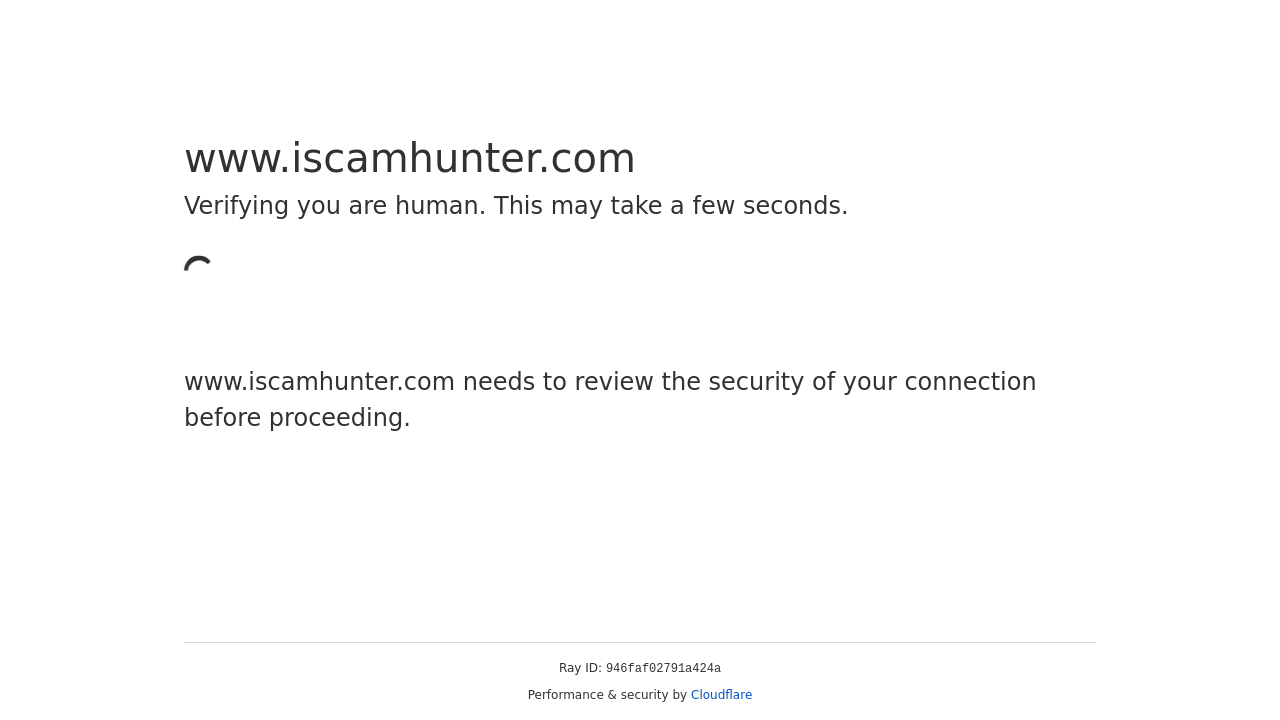 www.iscamhunter.com
Verifying you are human. This may take a few seconds.
www.iscamhunter.com needs to review the security of your connection
before proceeding.
Ray ID: 946faf02791a424a
Performance & security by Cloudflare